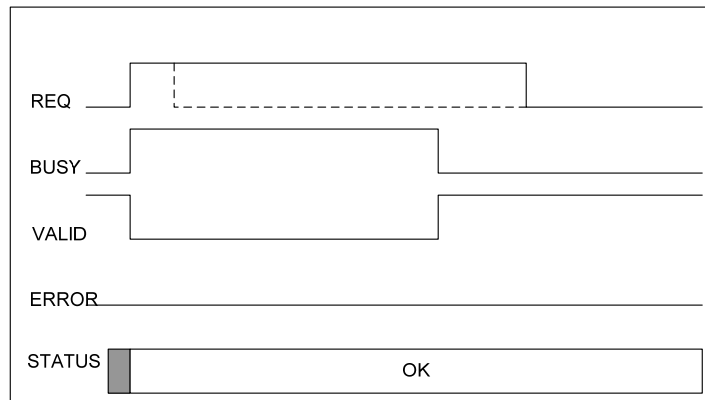 REQ
BUSY
VALID
ERROR
STATUS
OK